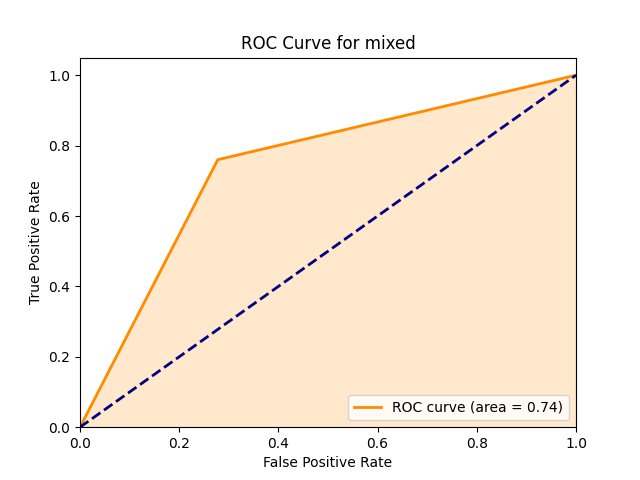 ROC Curve for mixed
1.0
0.8
0.6
0.4
0.2
0.0
True Positive Rate
ROC curve (area = 0.74)
0.0 0.2 0.4 0.6 0.8 1.0
False Positive Rate